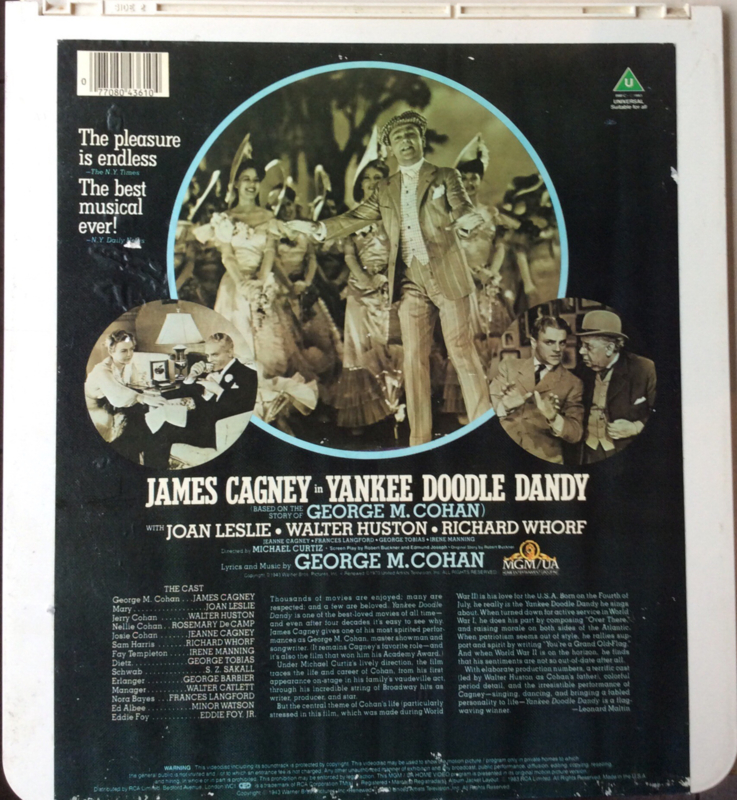 SIDE 2
0 77080 43610
U
UNIVERSAL
Suitable for all
The pleasure
is endless
—The N.Y. Times
The best
musical
ever!
—N.Y. Daily
JAMES CAGNEY in YANKEE DOODLE DANDY
(BASED ON THE
STORY OF GEORGE M. COHAN)
WITH JOAN LESLIE • WALTER HUSTON • RICHARD WHORF
JEANNE CAGNEY • FRANCES LANGFORD • GEORGE TOBIAS • IRENE MANNING
Directed by MICHAEL CURTIZ • Screen Play by Robert Buckner and Edmund Joseph • Original Story by Robert Buckner
Lyrics and Music by GEORGE M. COHAN
MGM/UA
THE CAST
George M. Cohan . . JAMES CAGNEY
Mary . . . . . . . . . . JOAN LESLIE
Jerry Cohan . . . . . WALTER HUSTON
Nellie Cohan . . ROSEMARY DeCAMP
Josie Cohan . . . . . JEANNE CAGNEY
Sam Harris . . . . . RICHARD WHORF
Fay Templeton . . . IRENE MANNING
Dietz . . . . . . . . . GEORGE TOBIAS
Schwab . . . . . . . . . S. Z. SAKALL
Erlanger . . . . . . GEORGE BARBIER
Manager . . . . . . WALTER CATLETT
Nora Bayes . . . FRANCES LANGFORD
Ed Albee . . . . . . . MINOR WATSON
Eddie Foy . . . . . . EDDIE FOY, JR.
Thousands of movies are enjoyed; many are
respected; and a few are beloved. Yankee Doodle
Dandy is one of the best-loved movies of all time—
and even after four decades it's easy to see why.
James Cagney gives one of his most spirited perfor-
mances as George M. Cohan, master showman and
songwriter. (It remains Cagney's favorite role—and
it's also the film that won him his Academy Award.)
Under Michael Curtiz's lively direction, the film
traces the life and career of Cohan, from his first
appearance on-stage in his family's vaudeville act,
through his incredible string of Broadway hits as
writer, producer, and star.
But the central theme of Cohan's life (particularly
stressed in this film, which was made during World
War II) is his love for the U.S.A. Born on the Fourth of
July, he really is the Yankee Doodle Dandy he sings
about. When turned down for active service in World
War I, he does his part by composing "Over There,"
and raising morale on both sides of the Atlantic.
When patriotism seems out of style, he rallies sup-
port and spirit by writing "You're a Grand Old Flag."
And when World War II is on the horizon, he finds
that his sentiments are not so out-of-date after all.
With elaborate production numbers, a terrific cast
(led by Walter Huston as Cohan's father), colorful
period detail, and the irresistible performance of
Cagney—singing, dancing, and bringing a fabled
personality to life—Yankee Doodle Dandy is a flag-
waving winner. —Leonard Maltin